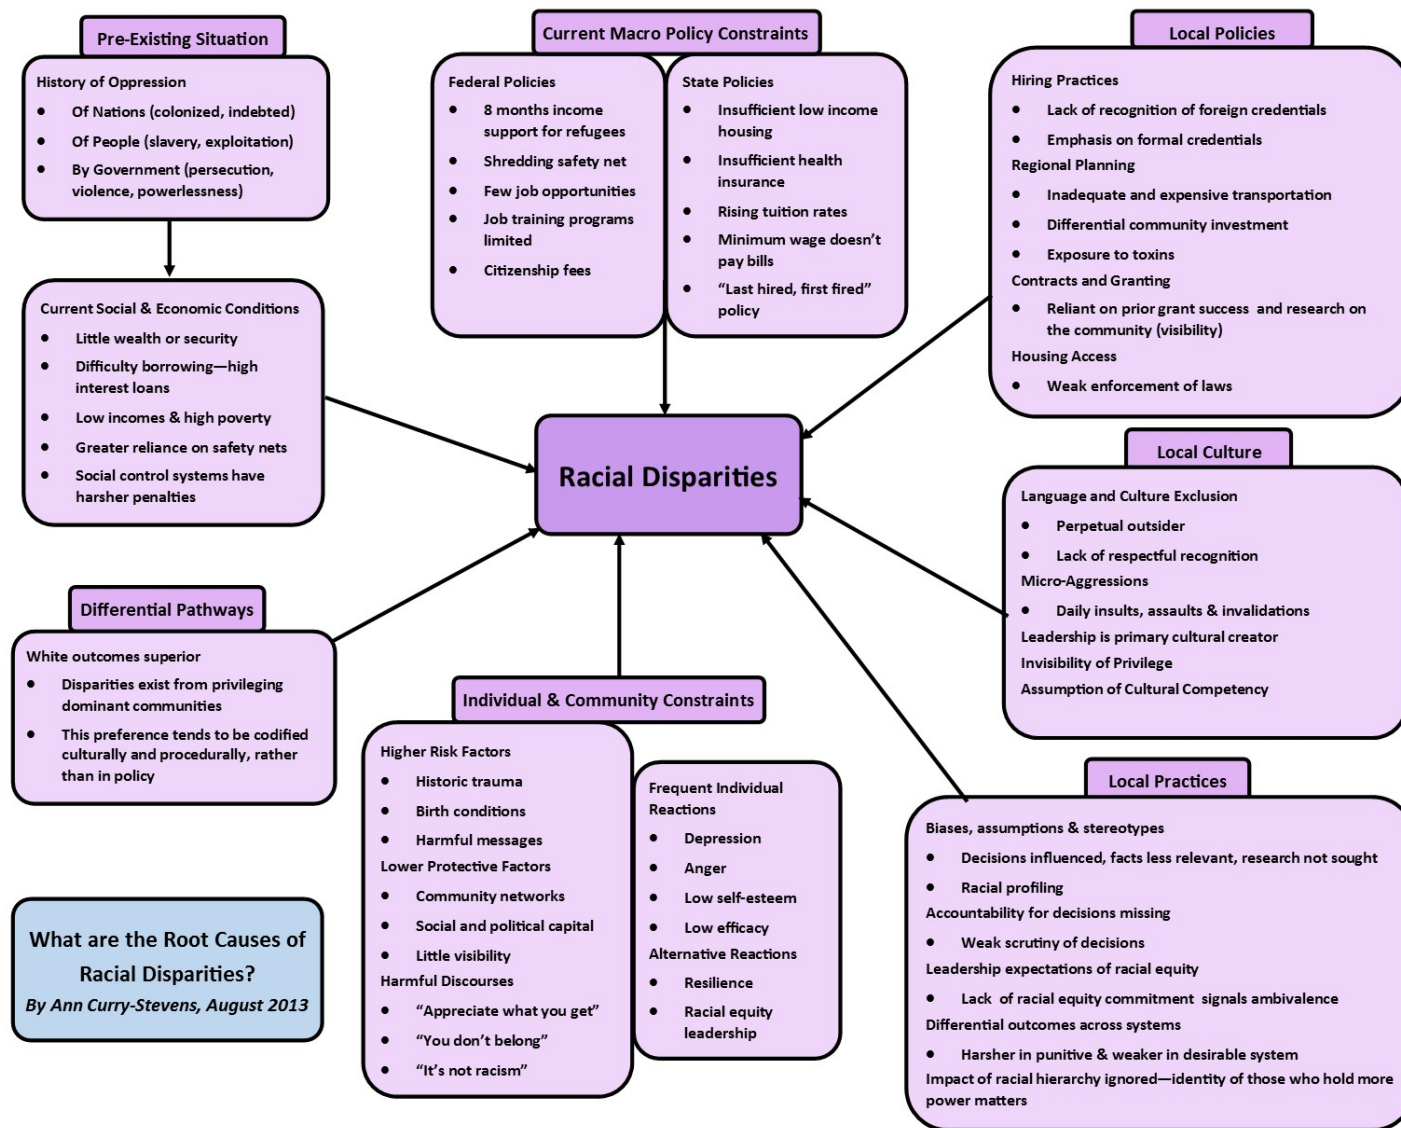 Pre-Existing Situation
History of Oppression
● Of Nations (colonized, indebted)
● Of People (slavery, exploitation)
● By Government (persecution,
violence, powerlessness)
Current Social & Economic Conditions
● Little wealth or security
● Difficulty borrowing—high
interest loans
● Low incomes & high poverty
● Greater reliance on safety nets
● Social control systems have
harsher penalties
Differential Pathways
White outcomes superior
● Disparities exist from privileging
dominant communities
● This preference tends to be codified
culturally and procedurally, rather
than in policy
What are the Root Causes of
Racial Disparities?
By Ann Curry-Stevens, August 2013
Current Macro Policy Constraints
Federal Policies
● 8 months income
support for refugees
● Shredding safety net
● Few job opportunities
● Job training programs
limited
● Citizenship fees
State Policies
● Insufficient low income
housing
● Insufficient health
insurance
● Rising tuition rates
● Minimum wage doesn't
pay bills
● “Last hired, first fired”
policy
Racial Disparities
Individual & Community Constraints
Higher Risk Factors
● Historic trauma
● Birth conditions
● Harmful messages
Lower Protective Factors
● Community networks
● Social and political capital
● Little visibility
Harmful Discourses
● “Appreciate what you get”
● “You don’t belong”
● “It’s not racism”
Frequent Individual
Reactions
● Depression
● Anger
● Low self-esteem
● Low efficacy
Alternative Reactions
● Resilience
● Racial equity
leadership
Local Policies
Hiring Practices
● Lack of recognition of foreign credentials
● Emphasis on formal credentials
Regional Planning
● Inadequate and expensive transportation
● Differential community investment
● Exposure to toxins
Contracts and Granting
● Reliant on prior grant success and research on
the community (visibility)
Housing Access
● Weak enforcement of laws
Local Culture
Language and Culture Exclusion
● Perpetual outsider
● Lack of respectful recognition
Micro-Aggressions
● Daily insults, assaults & invalidations
Leadership is primary cultural creator
Invisibility of Privilege
Assumption of Cultural Competency
Local Practices
Biases, assumptions & stereotypes
● Decisions influenced, facts less relevant, research not sought
● Racial profiling
Accountability for decisions missing
● Weak scrutiny of decisions
Leadership expectations of racial equity
● Lack of racial equity commitment signals ambivalence
Differential outcomes across systems
● Harsher in punitive & weaker in desirable system
Impact of racial hierarchy ignored—identity of those who hold more
power matters